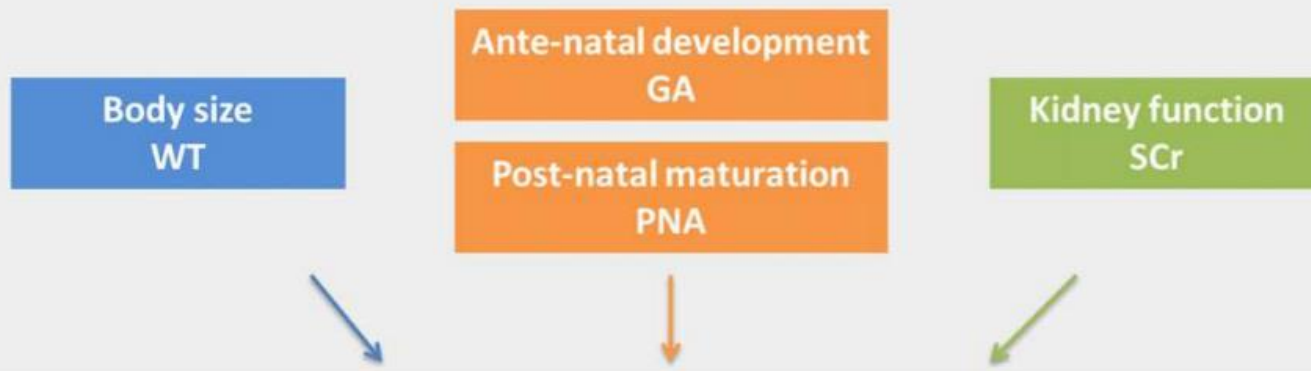 Body size
WT
Ante-natal development
GA
Post-natal maturation
PNA
Kidney function
SCr